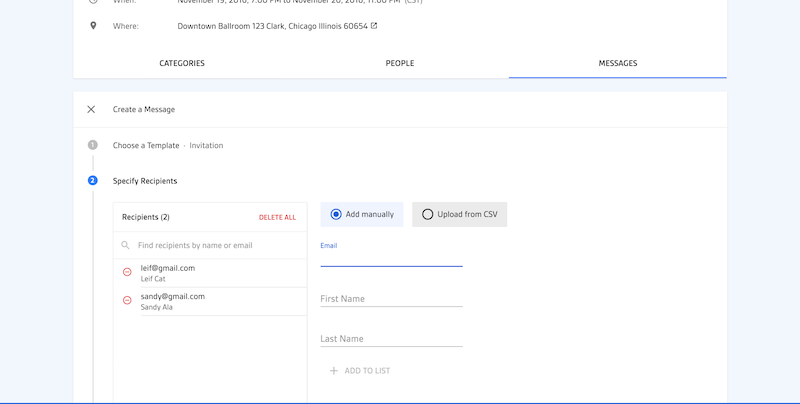 When: November 19, 2016, 7:00 PM to November 20, 2016, 11:00 PM (CST)
Where: Downtown Ballroom 123 Clark, Chicago Illinois 60654
CATEGORIES PEOPLE MESSAGES
Create a Message
1 Choose a Template - Invitation
2 Specify Recipients
Recipients (2) DELETE ALL
Add manually Upload from CSV
Find recipients by name or email
Email
leif@gmail.com
Leif Cat
sandy@gmail.com
Sandy Ala
First Name
Last Name
ADD TO LIST